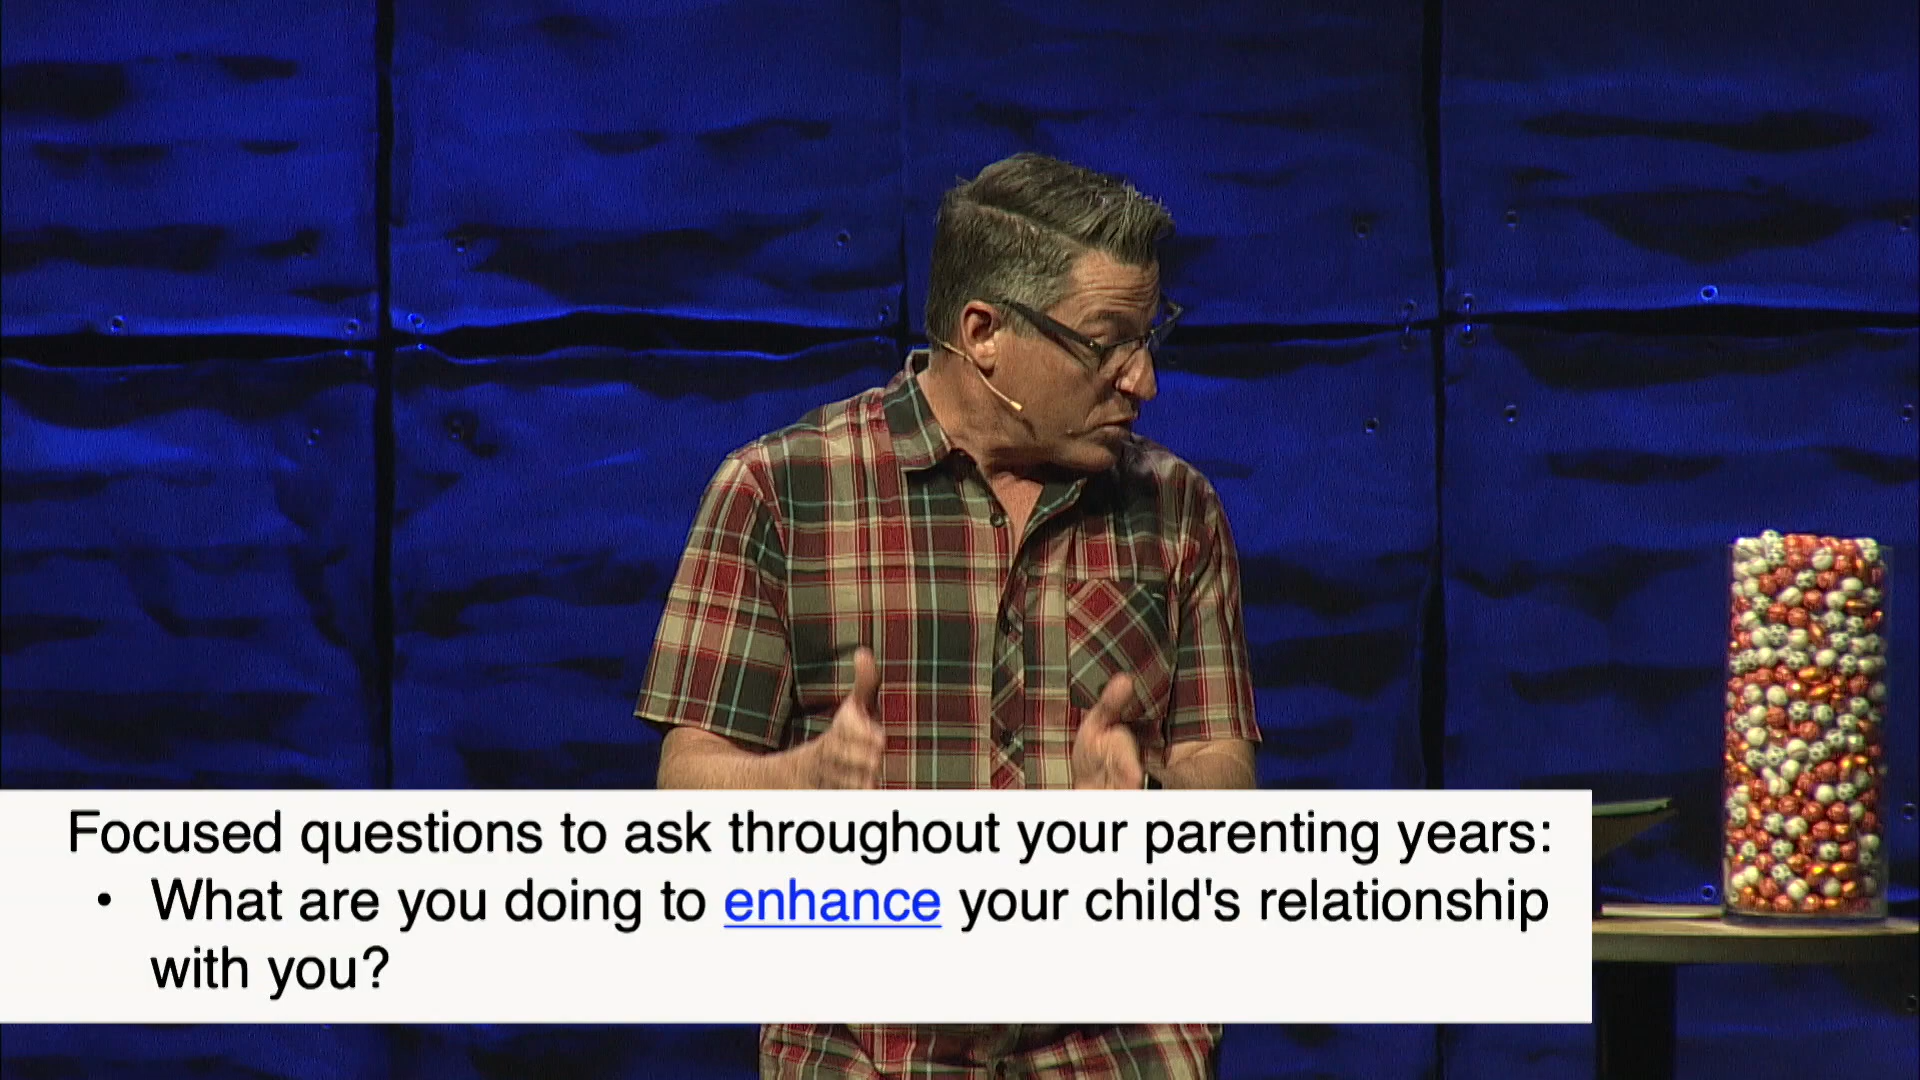 Focused questions to ask throughout your parenting years:
• What are you doing to enhance your child's relationship
with you?